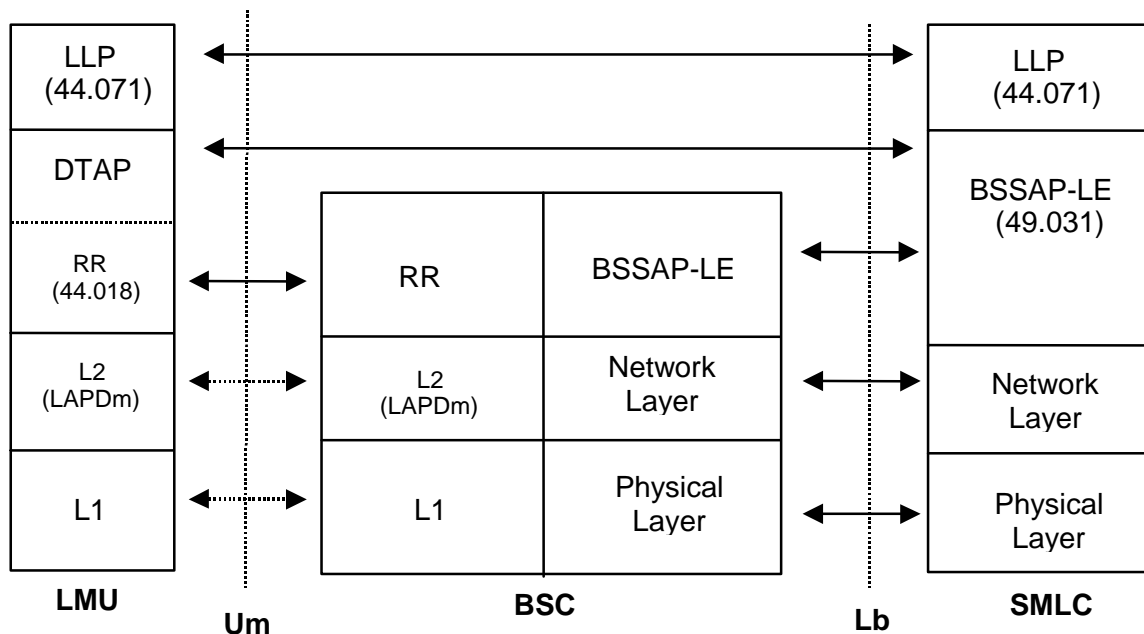 LLP
(44.071)
DTAP
RR
(44.018)
L2
(LAPDm)
L1
LMU
Um
RR
BSSAP-LE
L2
(LAPDm)
Network
Layer
L1
Physical
Layer
BSC
Lb
LLP
(44.071)
BSSAP-LE
(49.031)
Network
Layer
Physical
Layer
SMLC